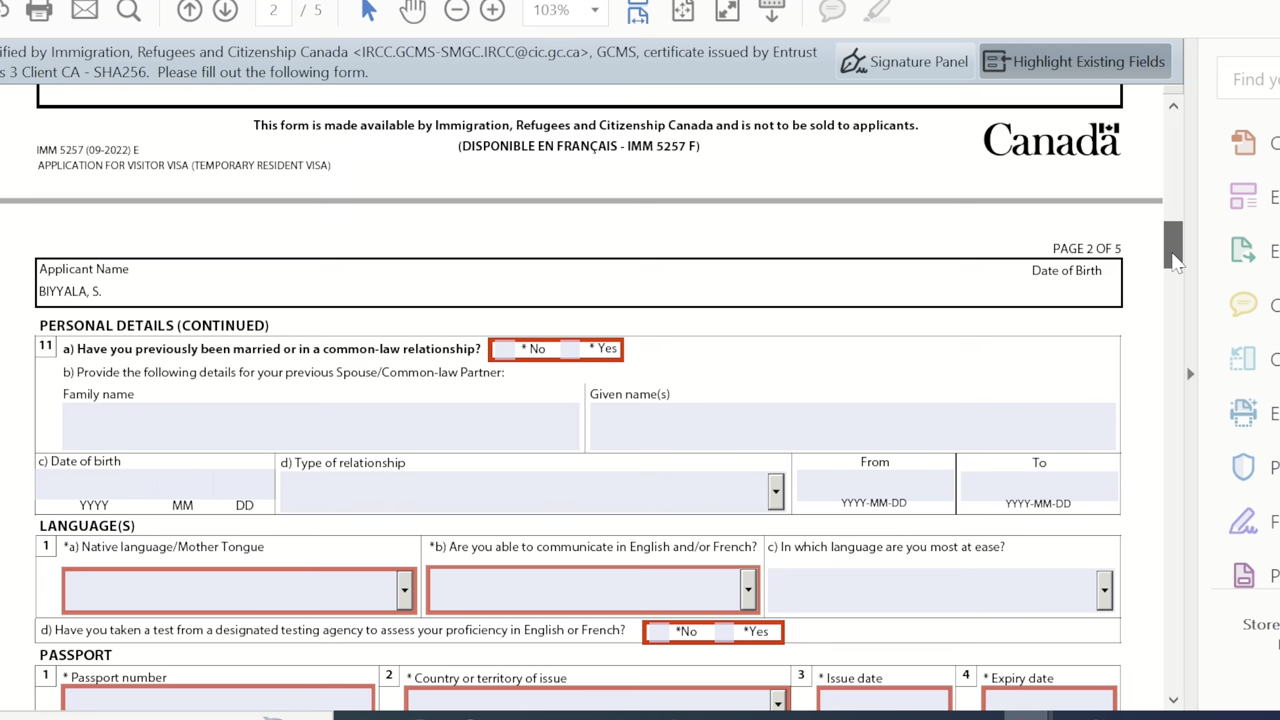 2 / 5
103%
ified by Immigration, Refugees and Citizenship Canada <IRCC.GCMS-SMGC.IRCC@cic.gc.ca>, GCMS, certificate issued by Entrust
s 3 Client CA - SHA256. Please fill out the following form.
Signature Panel
Highlight Existing Fields
Find yo
This form is made available by Immigration, Refugees and Citizenship Canada and is not to be sold to applicants.
(DISPONIBLE EN FRANÇAIS - IMM 5257 F)
Canada
IMM 5257 (09-2022) E
APPLICATION FOR VISITOR VISA (TEMPORARY RESIDENT VISA)
PAGE 2 OF 5
Applicant Name
Date of Birth
BIYYALA, S.
PERSONAL DETAILS (CONTINUED)
11 a) Have you previously been married or in a common-law relationship? * No * Yes
b) Provide the following details for your previous Spouse/Common-law Partner:
Family name
Given name(s)
c) Date of birth
d) Type of relationship
From
To
YYYY MM DD
YYYY-MM-DD
YYYY-MM-DD
LANGUAGE(S)
1 *a) Native language/Mother Tongue
*b) Are you able to communicate in English and/or French?
c) In which language are you most at ease?
d) Have you taken a test from a designated testing agency to assess your proficiency in English or French? *No *Yes
PASSPORT
1 * Passport number
2 * Country or territory of issue
3 * Issue date
4 * Expiry date
C
E
E
C
C
E
P
F
P
Store